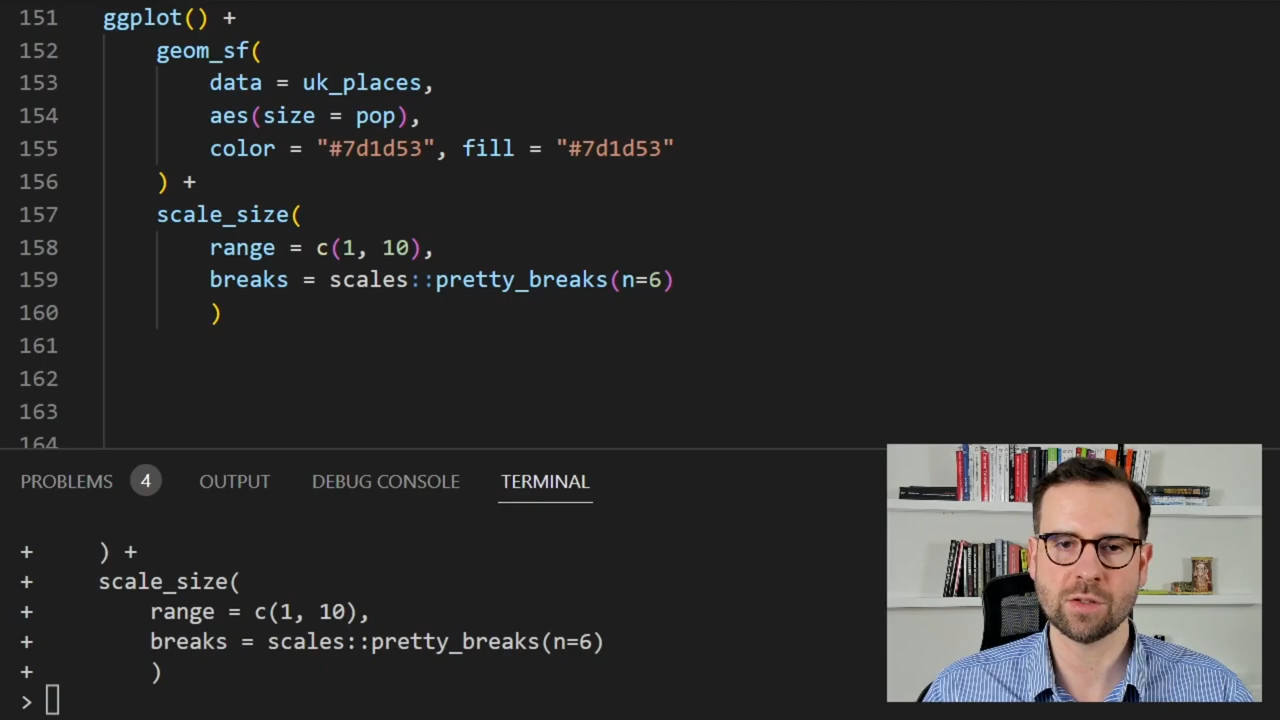 151 ggplot() +
152 geom_sf(
153 data = uk_places,
154 aes(size = pop),
155 color = "#7d1d53", fill = "#7d1d53"
156 ) +
157 scale_size(
158 range = c(1, 10),
159 breaks = scales::pretty_breaks(n=6)
160 )
161
162
163
164
PROBLEMS 4 OUTPUT DEBUG CONSOLE TERMINAL
+ ) +
+ scale_size(
+ range = c(1, 10),
+ breaks = scales::pretty_breaks(n=6)
+ )
>